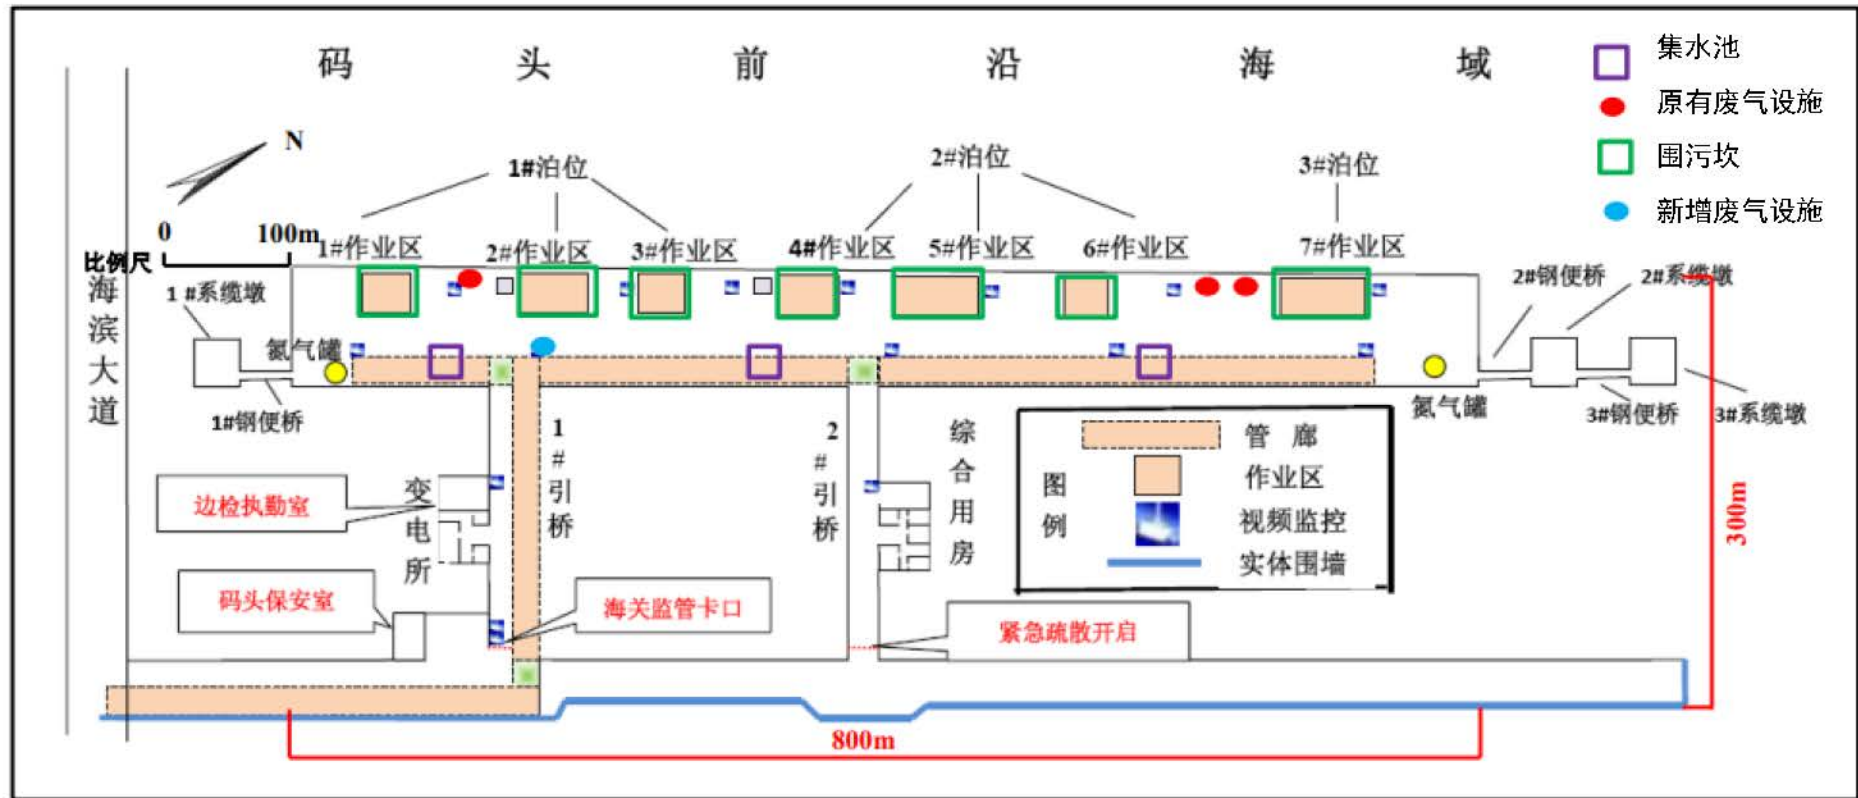 码 头 前 沿 海 域
集水池
原有废气设施
围污坎
新增废气设施
N
0 100m
比例尺
1#泊位
2#泊位
3#泊位
1#作业区
2#作业区
3#作业区
4#作业区
5#作业区
6#作业区
7#作业区
海滨大道
1 #系缆墩
氮气罐
1#钢便桥
2#钢便桥
2#系缆墩
氮气罐
3#钢便桥
3#系缆墩
边检执勤室
变电所
1#引桥
2#引桥
综合用房
码头保安室
海关监管卡口
紧急疏散开启
图例
管 廊
作业区
视频监控
实体围墙
300m
800m